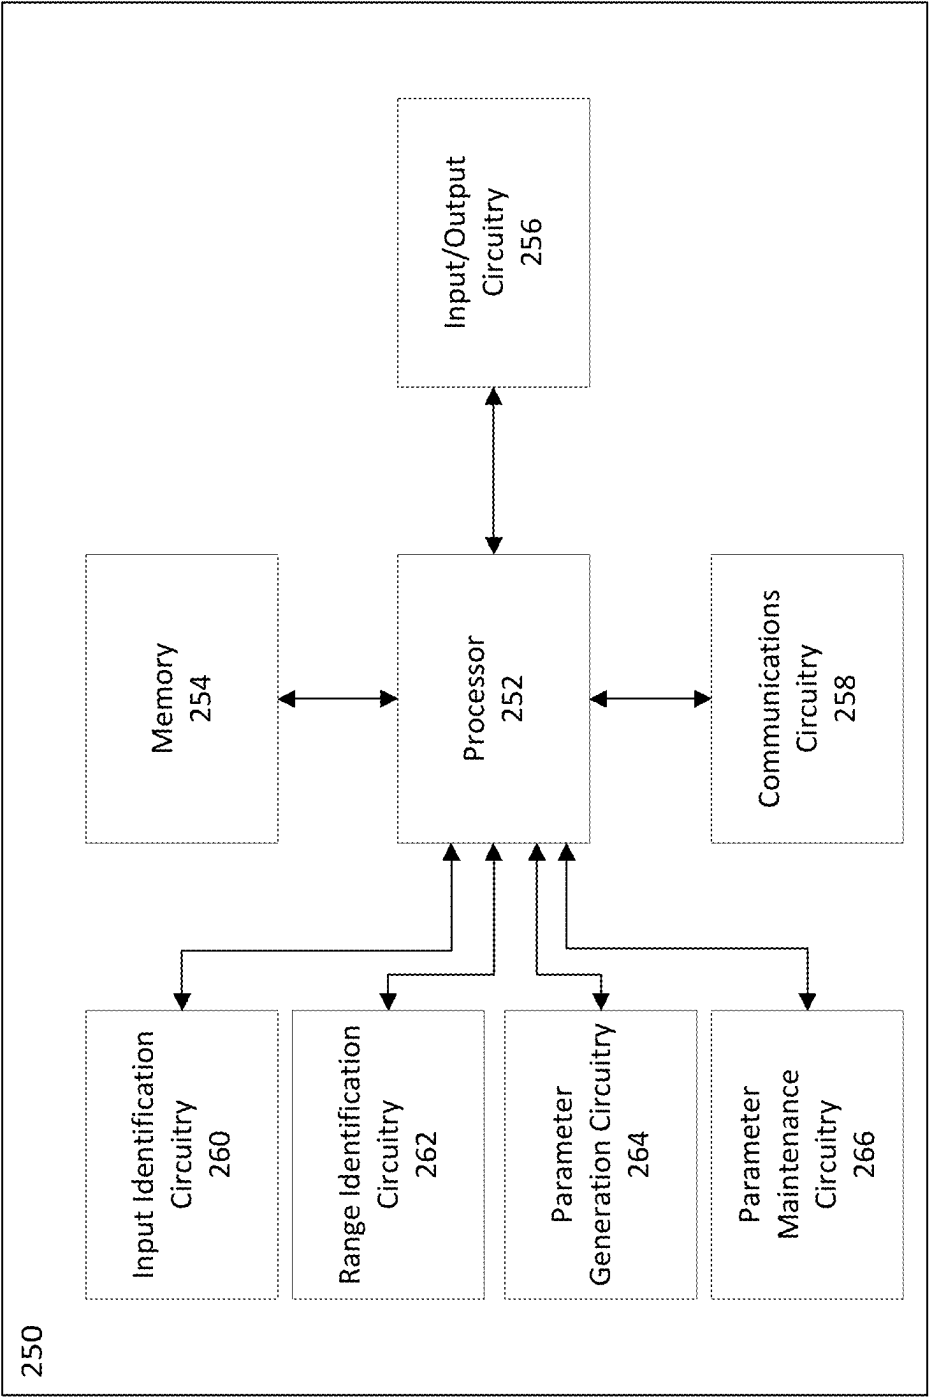 250
Input Identification
Circuitry
260
Range Identification
Circuitry
262
Parameter
Generation Circuitry
264
Parameter
Maintenance
Circuitry
266
Memory
254
Processor
252
Communications
Circuitry
258
Input/Output
Circuitry
256